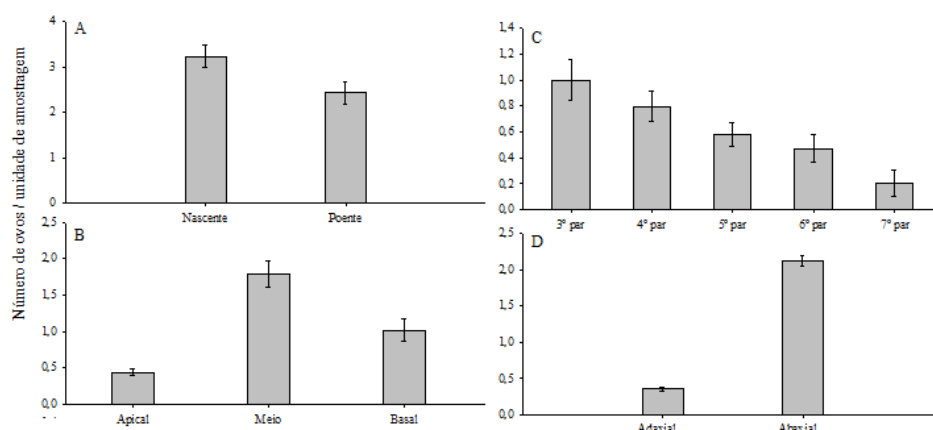 Número de ovos / unidade de amostragem
A
4
3
2
1
0
Nascente Poente
B
2,5
2,0
1,5
1,0
0,5
0,0
Apical Meio Basal
C
1,4
1,2
1,0
0,8
0,6
0,4
0,2
0,0
3º par 4º par 5º par 6º par 7º par
D
2,5
2,0
1,5
1,0
0,5
0,0
Adaxial Abaxial